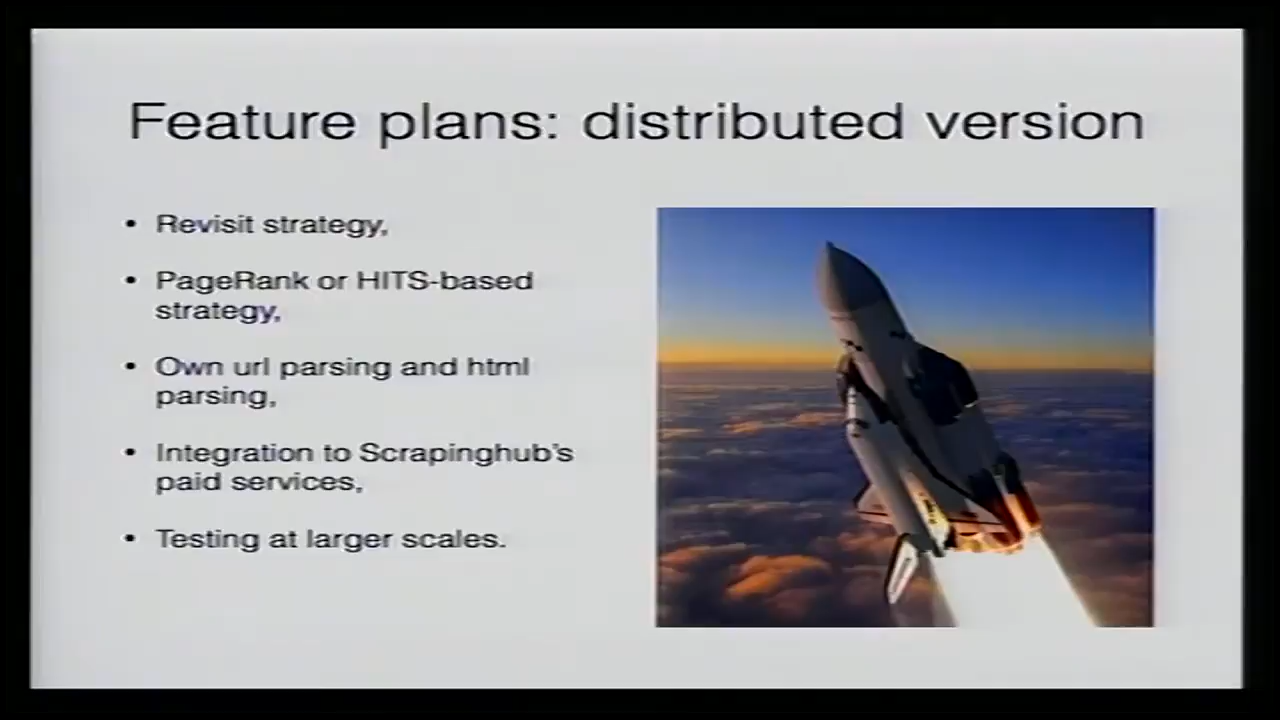 Feature plans: distributed version
• Revisit strategy,
• PageRank or HITS-based
strategy,
• Own url parsing and html
parsing,
• Integration to Scrapinghub's
paid services,
• Testing at larger scales.